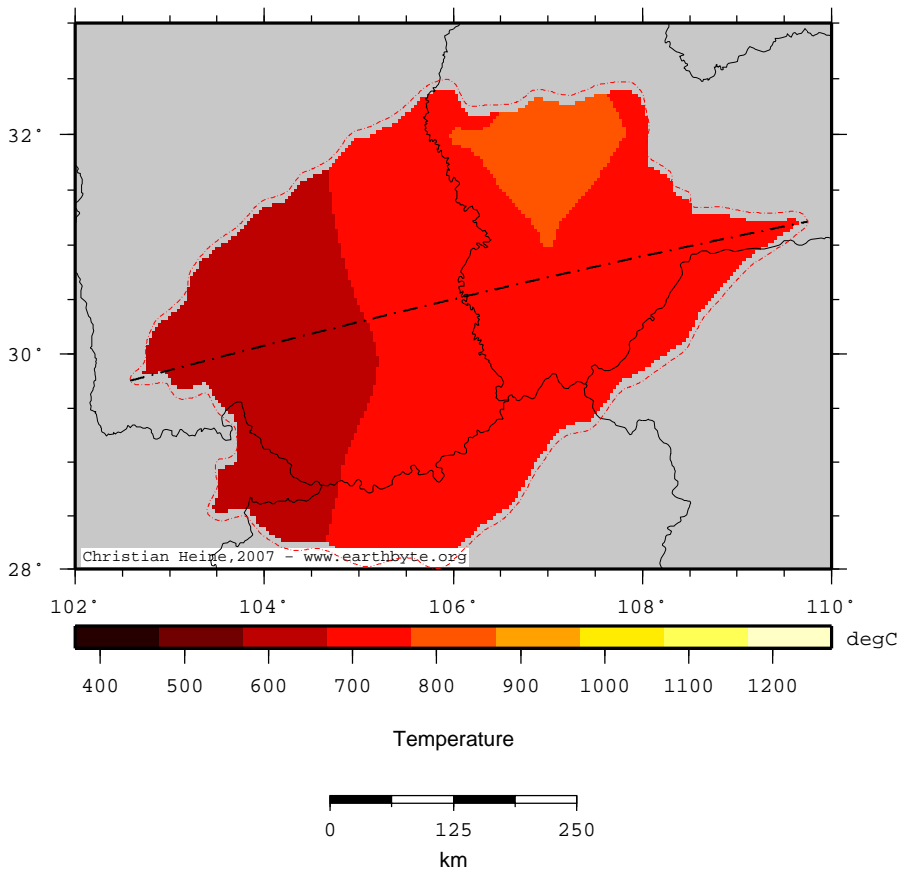 32°
30°
28°
Christian Heine,2007 - www.earthbyte.org
102° 104° 106° 108° 110°
degC
400 500 600 700 800 900 1000 1100 1200
Temperature
0 125 250
km